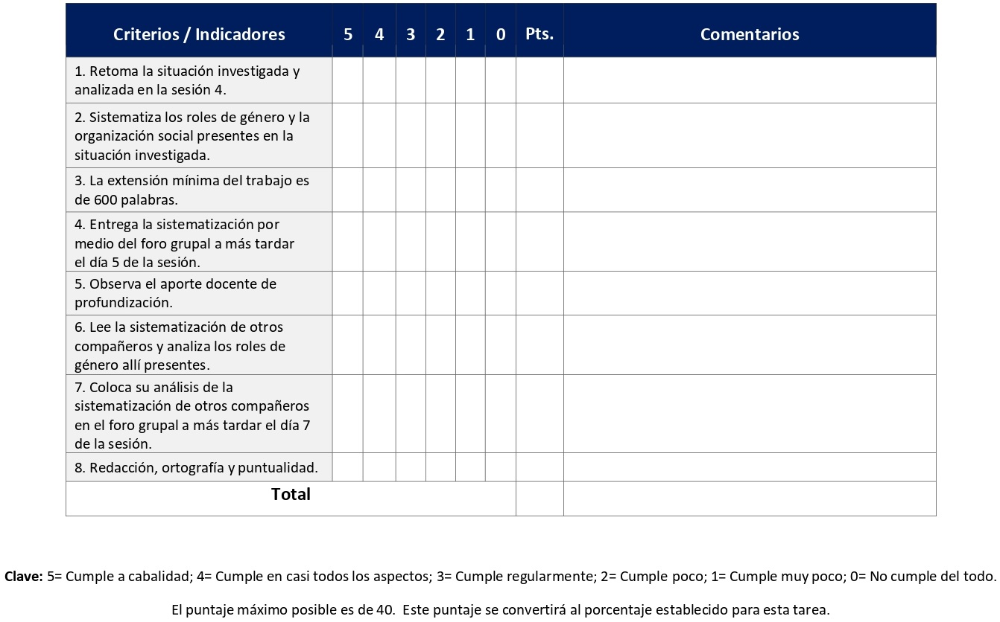 Criterios / Indicadores 5 4 3 2 1 0 Pts. Comentarios
1. Retoma la situación investigada y
analizada en la sesión 4.
2. Sistematiza los roles de género y la
organización social presentes en la
situación investigada.
3. La extensión mínima del trabajo es
de 600 palabras.
4. Entrega la sistematización por
medio del foro grupal a más tardar
el día 5 de la sesión.
5. Observa el aporte docente de
profundización.
6. Lee la sistematización de otros
compañeros y analiza los roles de
género allí presentes.
7. Coloca su análisis de la
sistematización de otros compañeros
en el foro grupal a más tardar el día 7
de la sesión.
8. Redacción, ortografía y puntualidad.
Total
Clave: 5= Cumple a cabalidad; 4= Cumple en casi todos los aspectos; 3= Cumple regularmente; 2= Cumple poco; 1= Cumple muy poco; 0= No cumple del todo.
El puntaje máximo posible es de 40. Este puntaje se convertirá al porcentaje establecido para esta tarea.